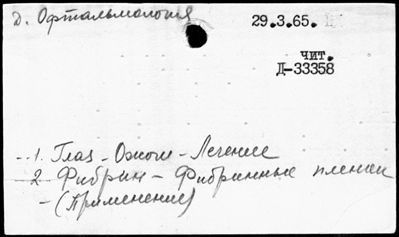 Д. Офтальмология
29.3.65.
чит.
Д-33358
1. Глаз - Ожоги - Лечение
2. Фибрин - Фибринные пленки
- (Применение)